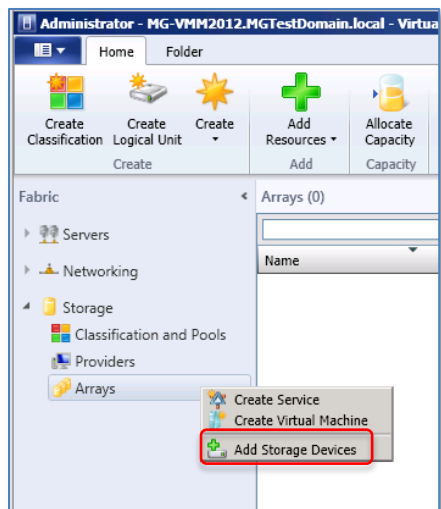 Administrator - MG-VMM2012.MGTestDomain.local - Virtua
Home Folder
Create Classification
Create Logical Unit
Create
Add Resources
Allocate Capacity
Create
Add
Capacity
Fabric
Arrays (0)
Servers
Name
Networking
Storage
Classification and Pools
Providers
Arrays
Create Service
Create Virtual Machine
Add Storage Devices